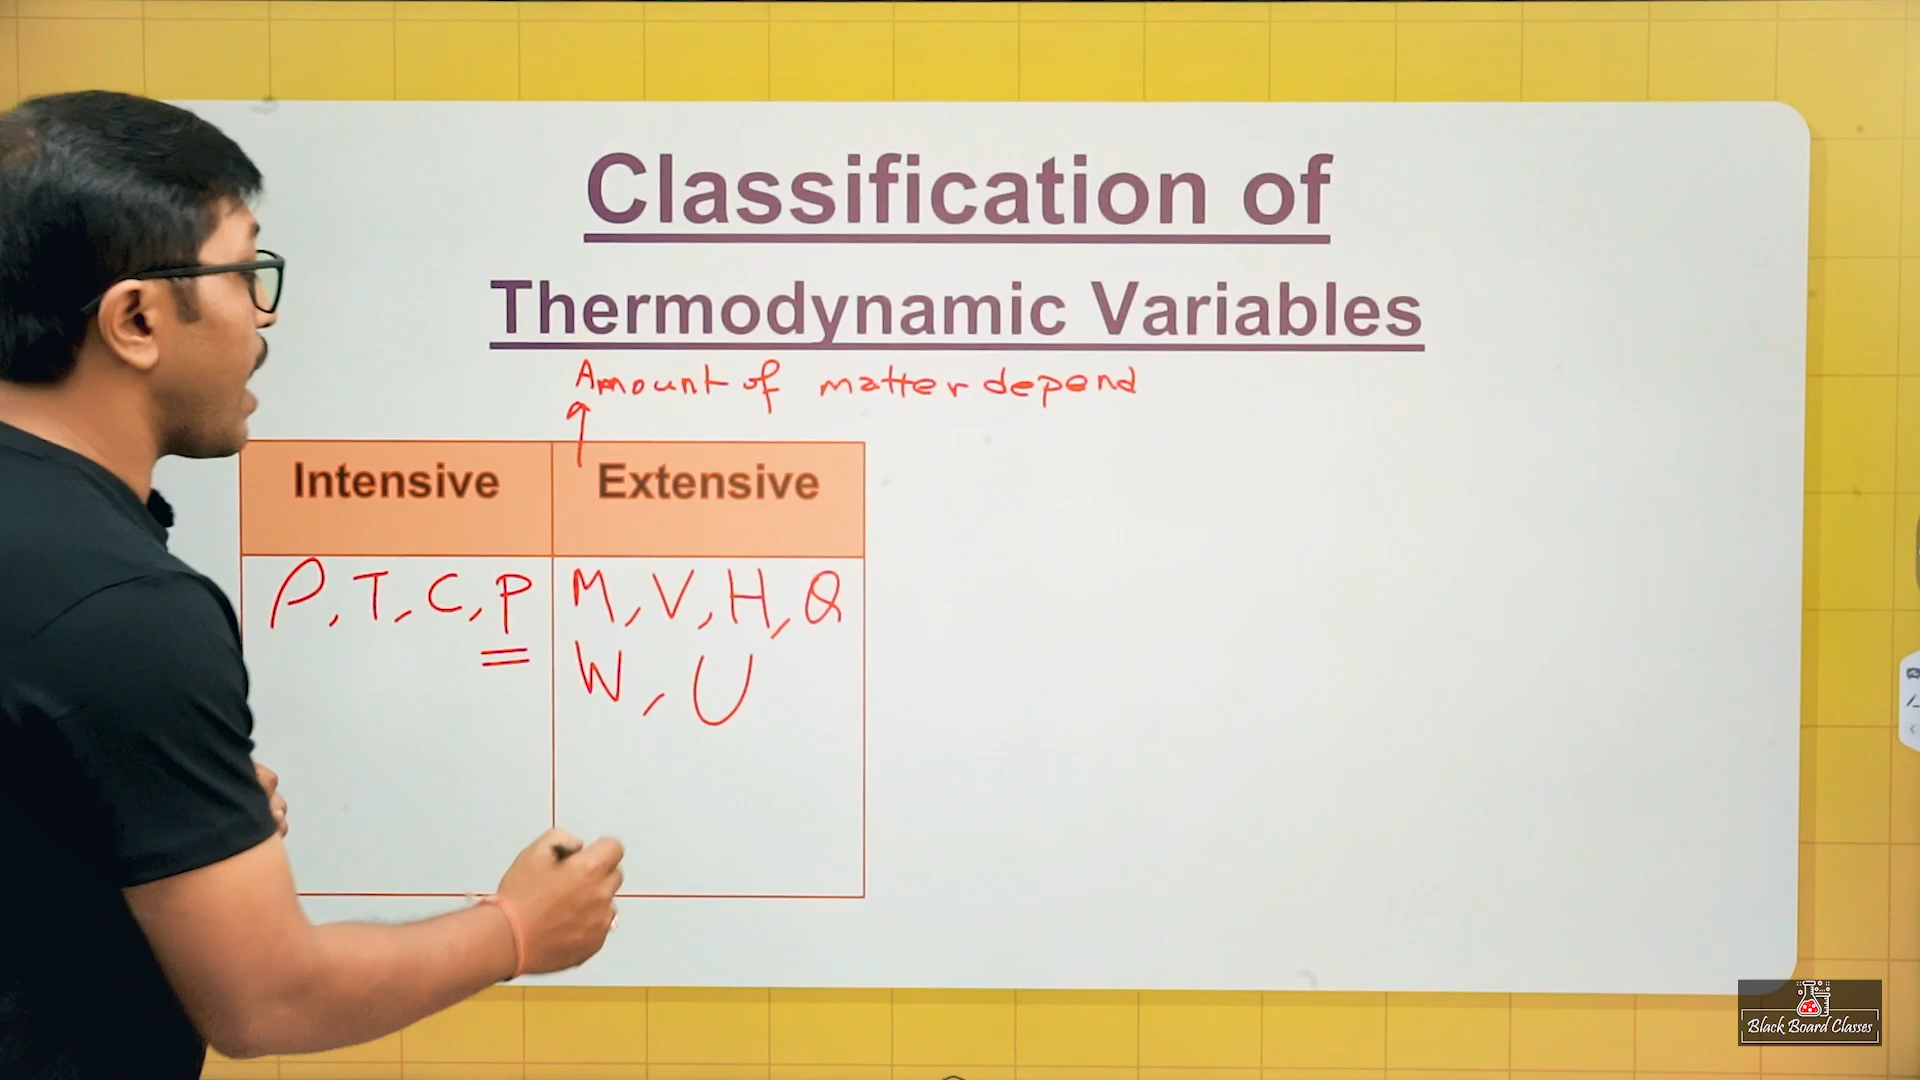 Classification of
Thermodynamic Variables
Amount of matter depend
Intensive Extensive
ρ, T, C, P M, V, H, Q
W, U
Black Board Classes